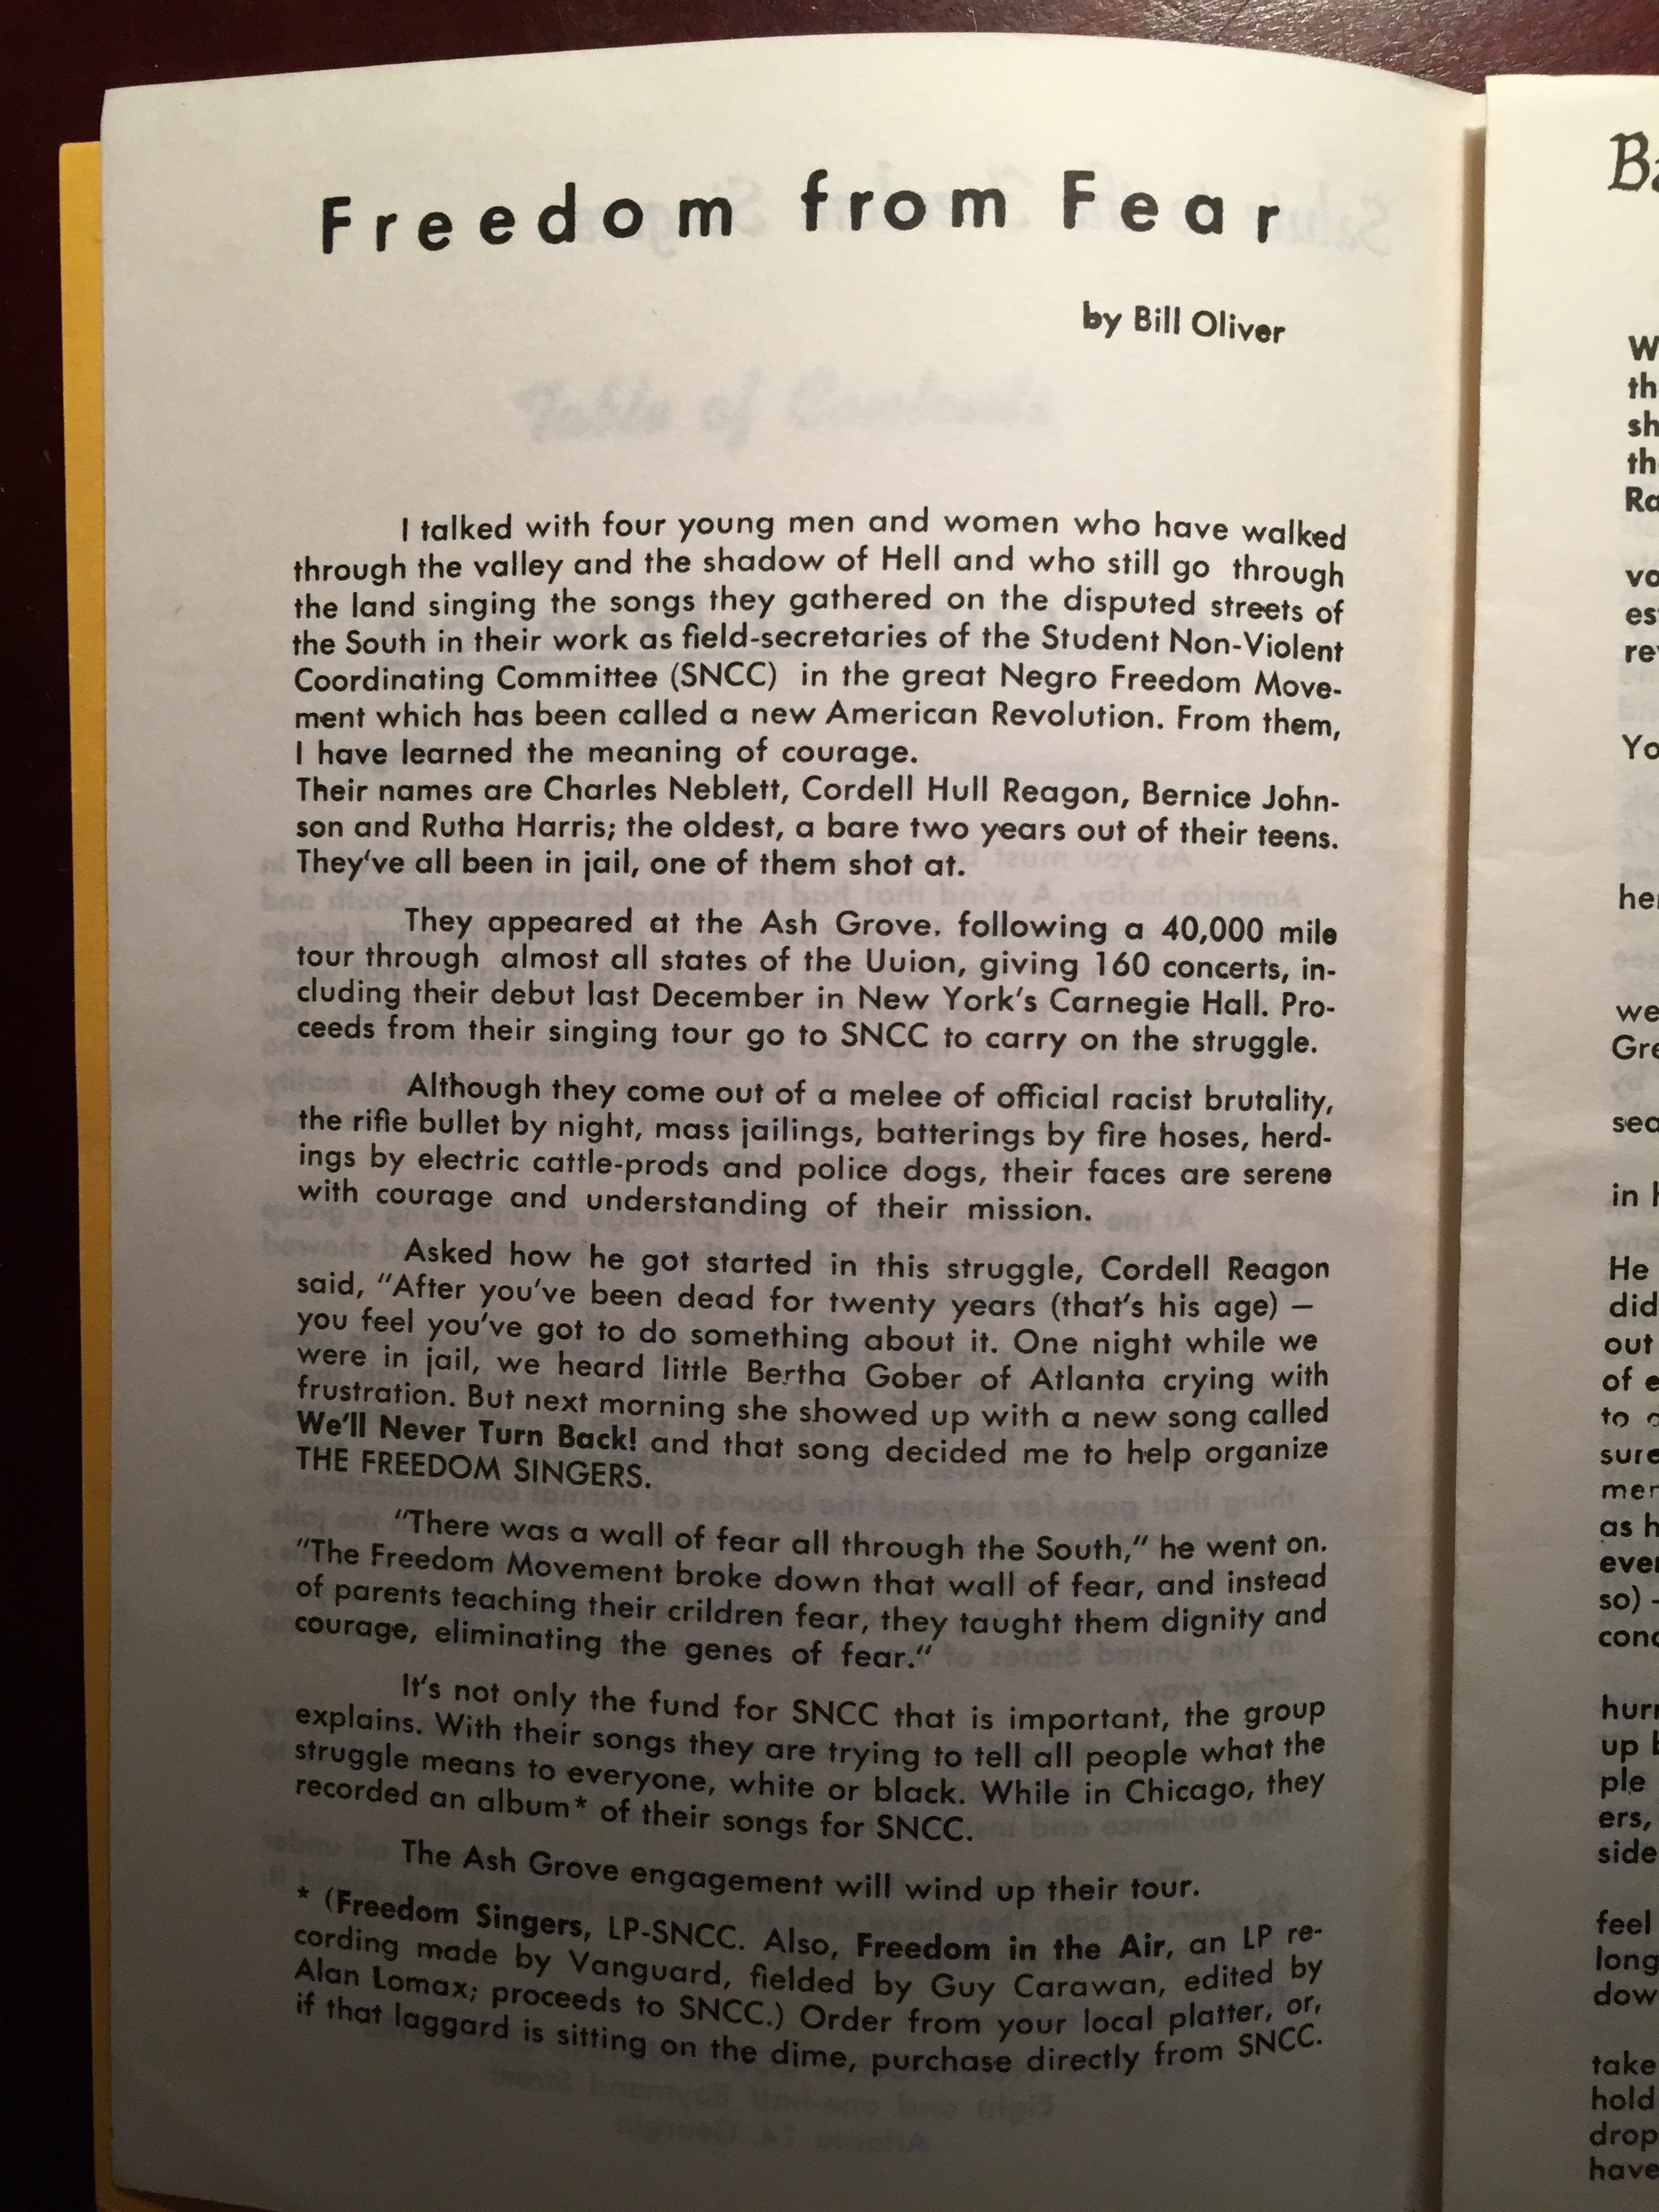 Freedom from Fear
by Bill Oliver
I talked with four young men and women who have walked
through the valley and the shadow of Hell and who still go through
the land singing the songs they gathered on the disputed streets of
the South in their work as field-secretaries of the Student Non-Violent
Coordinating Committee (SNCC) in the great Negro Freedom Move-
ment which has been called a new American Revolution. From them,
I have learned the meaning of courage.
Their names are Charles Neblett, Cordell Hull Reagon, Bernice John-
son and Rutha Harris; the oldest, a bare two years out of their teens.
They've all been in jail, one of them shot at.
They appeared at the Ash Grove. following a 40,000 mile
tour through almost all states of the Uuion, giving 160 concerts, in-
cluding their debut last December in New York's Carnegie Hall. Pro-
ceeds from their singing tour go to SNCC to carry on the struggle.
Although they come out of a melee of official racist brutality,
the rifle bullet by night, mass jailings, batterings by fire hoses, herd-
ings by electric cattle-prods and police dogs, their faces are serene
with courage and understanding of their mission.
Asked how he got started in this struggle, Cordell Reagon
said, "After you've been dead for twenty years (that's his age) —
you feel you've got to do something about it. One night while we
were in jail, we heard little Bertha Gober of Atlanta crying with
frustration. But next morning she showed up with a new song called
We'll Never Turn Back! and that song decided me to help organize
THE FREEDOM SINGERS.
"There was a wall of fear all through the South," he went on.
"The Freedom Movement broke down that wall of fear, and instead
of parents teaching their crildren fear, they taught them dignity and
courage, eliminating the genes of fear."
It's not only the fund for SNCC that is important, the group
explains. With their songs they are trying to tell all people what the
struggle means to everyone, white or black. While in Chicago, they
recorded an album* of their songs for SNCC.
The Ash Grove engagement will wind up their tour.
* (Freedom Singers, LP-SNCC. Also, Freedom in the Air, an LP re-
cording made by Vanguard, fielded by Guy Carawan, edited by
Alan Lomax; proceeds to SNCC.) Order from your local platter, or,
if that laggard is sitting on the dime, purchase directly from SNCC.